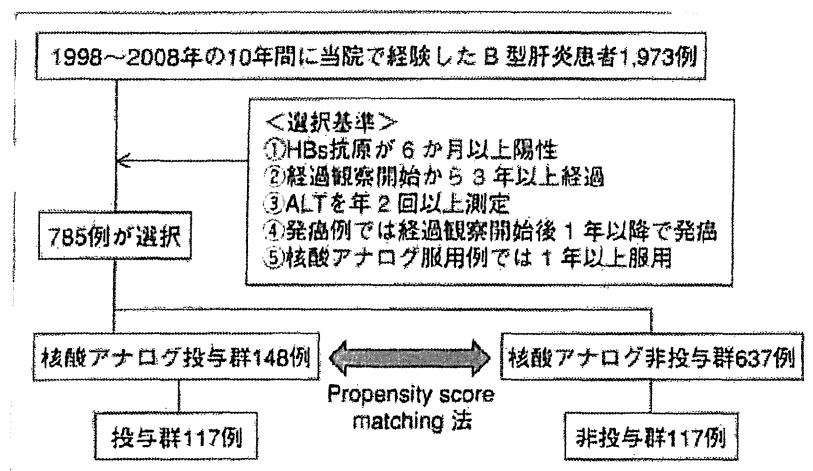 1998～2008年の10年間に当院で経験したB型肝炎患者1,973例
＜選択基準＞
①HBs抗原が6か月以上陽性
②経過観察開始から3年以上経過
③ALTを年2回以上測定
④発癌例では経過観察開始後1年以降で発癌
⑤核酸アナログ服用例では1年以上服用
785例が選択
核酸アナログ投与群148例
核酸アナログ非投与群637例
Propensity score
matching 法
投与群117例
非投与群117例